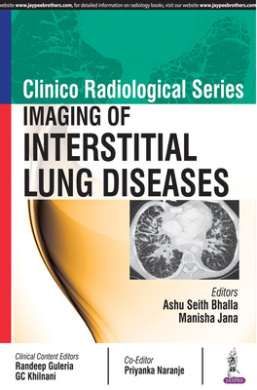 website www.jaypeebrothers.com, for detailed information on radiology books, visit our website www.jaypeebrothers.com
Clinico Radiological Series
IMAGING OF
INTERSTITIAL
LUNG DISEASES
Editors
Ashu Seith Bhalla
Manisha Jana
Clinical Content Editors
Randeep Guleria
GC Khilnani
Co-Editor
Priyanka Naranje
JAYPEE